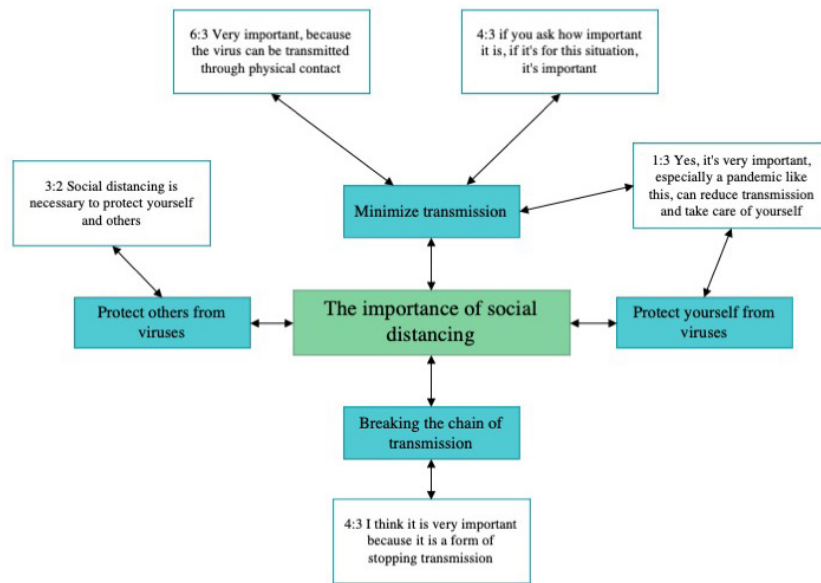 6:3 Very important, because
the virus can be transmitted
through physical contact
4:3 if you ask how important
it is, if it's for this situation,
it's important
3:2 Social distancing is
necessary to protect yourself
and others
Minimize transmission
1:3 Yes, it's very important,
especially a pandemic like
this, can reduce transmission
and take care of yourself
Protect others from
viruses
The importance of social
distancing
Protect yourself from
viruses
Breaking the chain of
transmission
4:3 I think it is very important
because it is a form of
stopping transmission